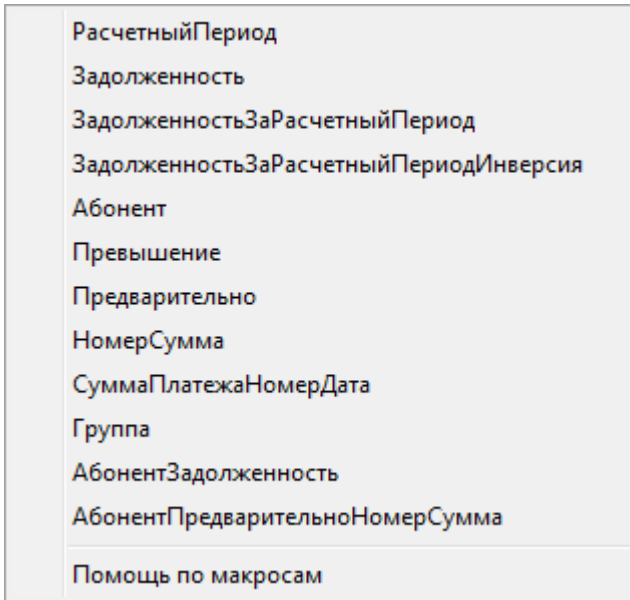 РасчетныйПериод
Задолженность
ЗадолженностьЗаРасчетныйПериод
ЗадолженностьЗаРасчетныйПериодИнверсия
Абонент
Превышение
Предварительно
НомерСумма
СуммаПлатежаНомерДата
Группа
АбонентЗадолженность
АбонентПредварительноНомерСумма
Помощь по макросам